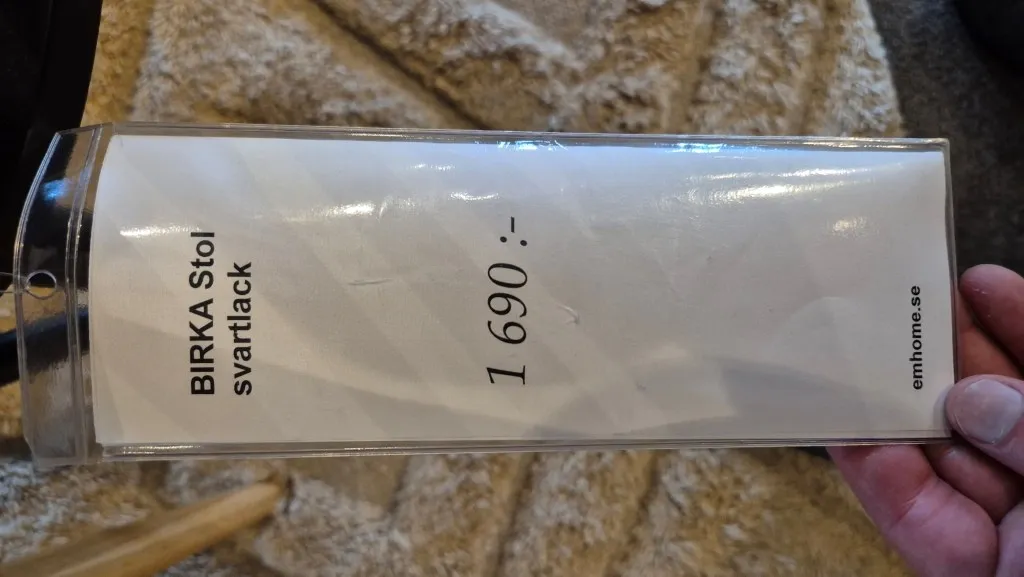 BIRKA Stol
svartlack
1 690 :-
emhome.se